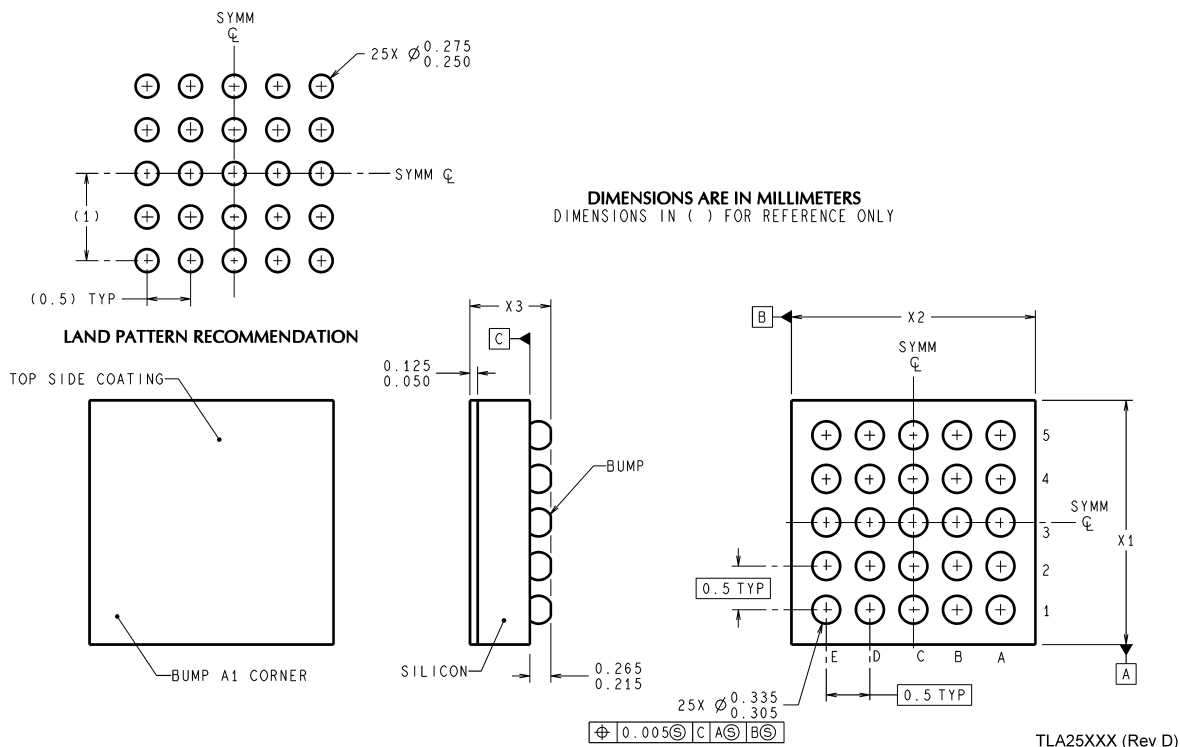 SYMM
℄
25X Ø 0.275
0.250
SYMM ℄
(1)
(0.5) TYP
LAND PATTERN RECOMMENDATION
DIMENSIONS ARE IN MILLIMETERS
DIMENSIONS IN ( ) FOR REFERENCE ONLY
TOP SIDE COATING
BUMP A1 CORNER
X3
C
0.125
0.050
BUMP
SILICON
0.265
0.215
B
X2
SYMM
℄
5
4
3
2
1
SYMM
℄
X1
0.5 TYP
E D C B A
A
0.5 TYP
25X Ø 0.335
0.305
⌖ 0.005Ⓢ C AⓈ BⓈ
TLA25XXX (Rev D)